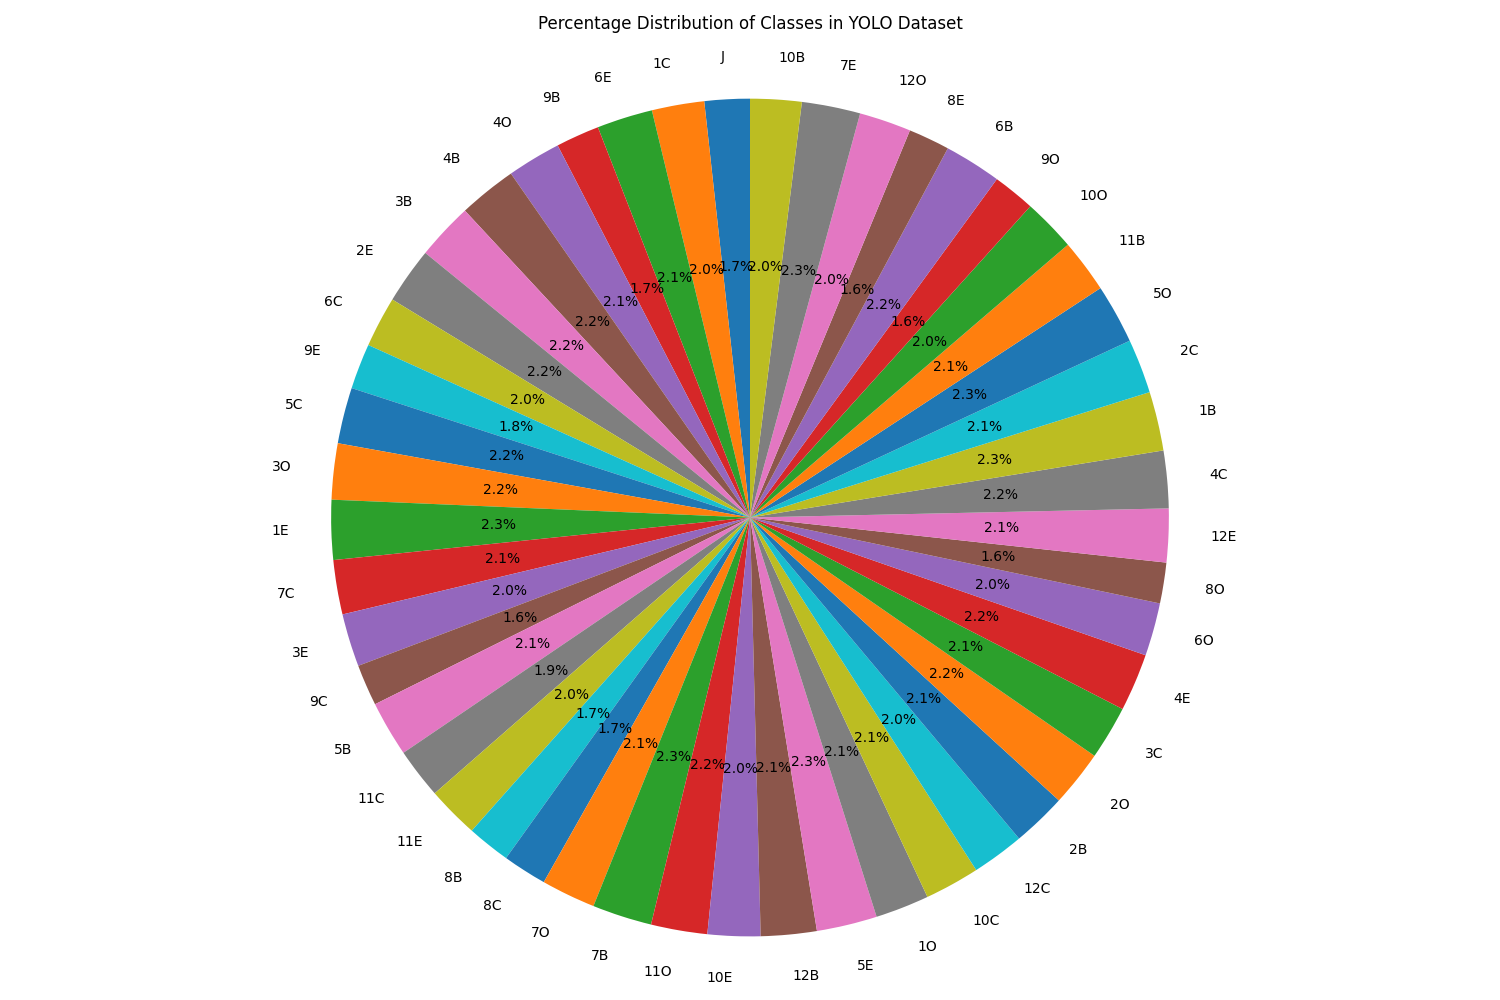 Percentage Distribution of Classes in YOLO Dataset
J 1.7%
1C 2.0%
6E 2.1%
9B 1.7%
4O 2.1%
4B 2.2%
3B 2.2%
2E 2.2%
6C 2.0%
9E 1.8%
5C 2.2%
3O 2.2%
1E 2.3%
7C 2.1%
3E 2.0%
9C 1.6%
5B 2.1%
11C 1.9%
11E 2.0%
8B 1.7%
8C 1.7%
7O 2.1%
7B 2.3%
11O 2.2%
10E 2.0%
12B 2.1%
5E 2.3%
1O 2.1%
10C 2.1%
12C 2.0%
2B 2.1%
2O 2.2%
3C 2.1%
4E 2.2%
6O 2.0%
8O 1.6%
12E 2.1%
4C 2.2%
1B 2.3%
2C 2.1%
5O 2.3%
11B 2.1%
10O 2.0%
9O 1.6%
6B 2.2%
8E 1.6%
12O 2.0%
7E 2.3%
10B 2.0%